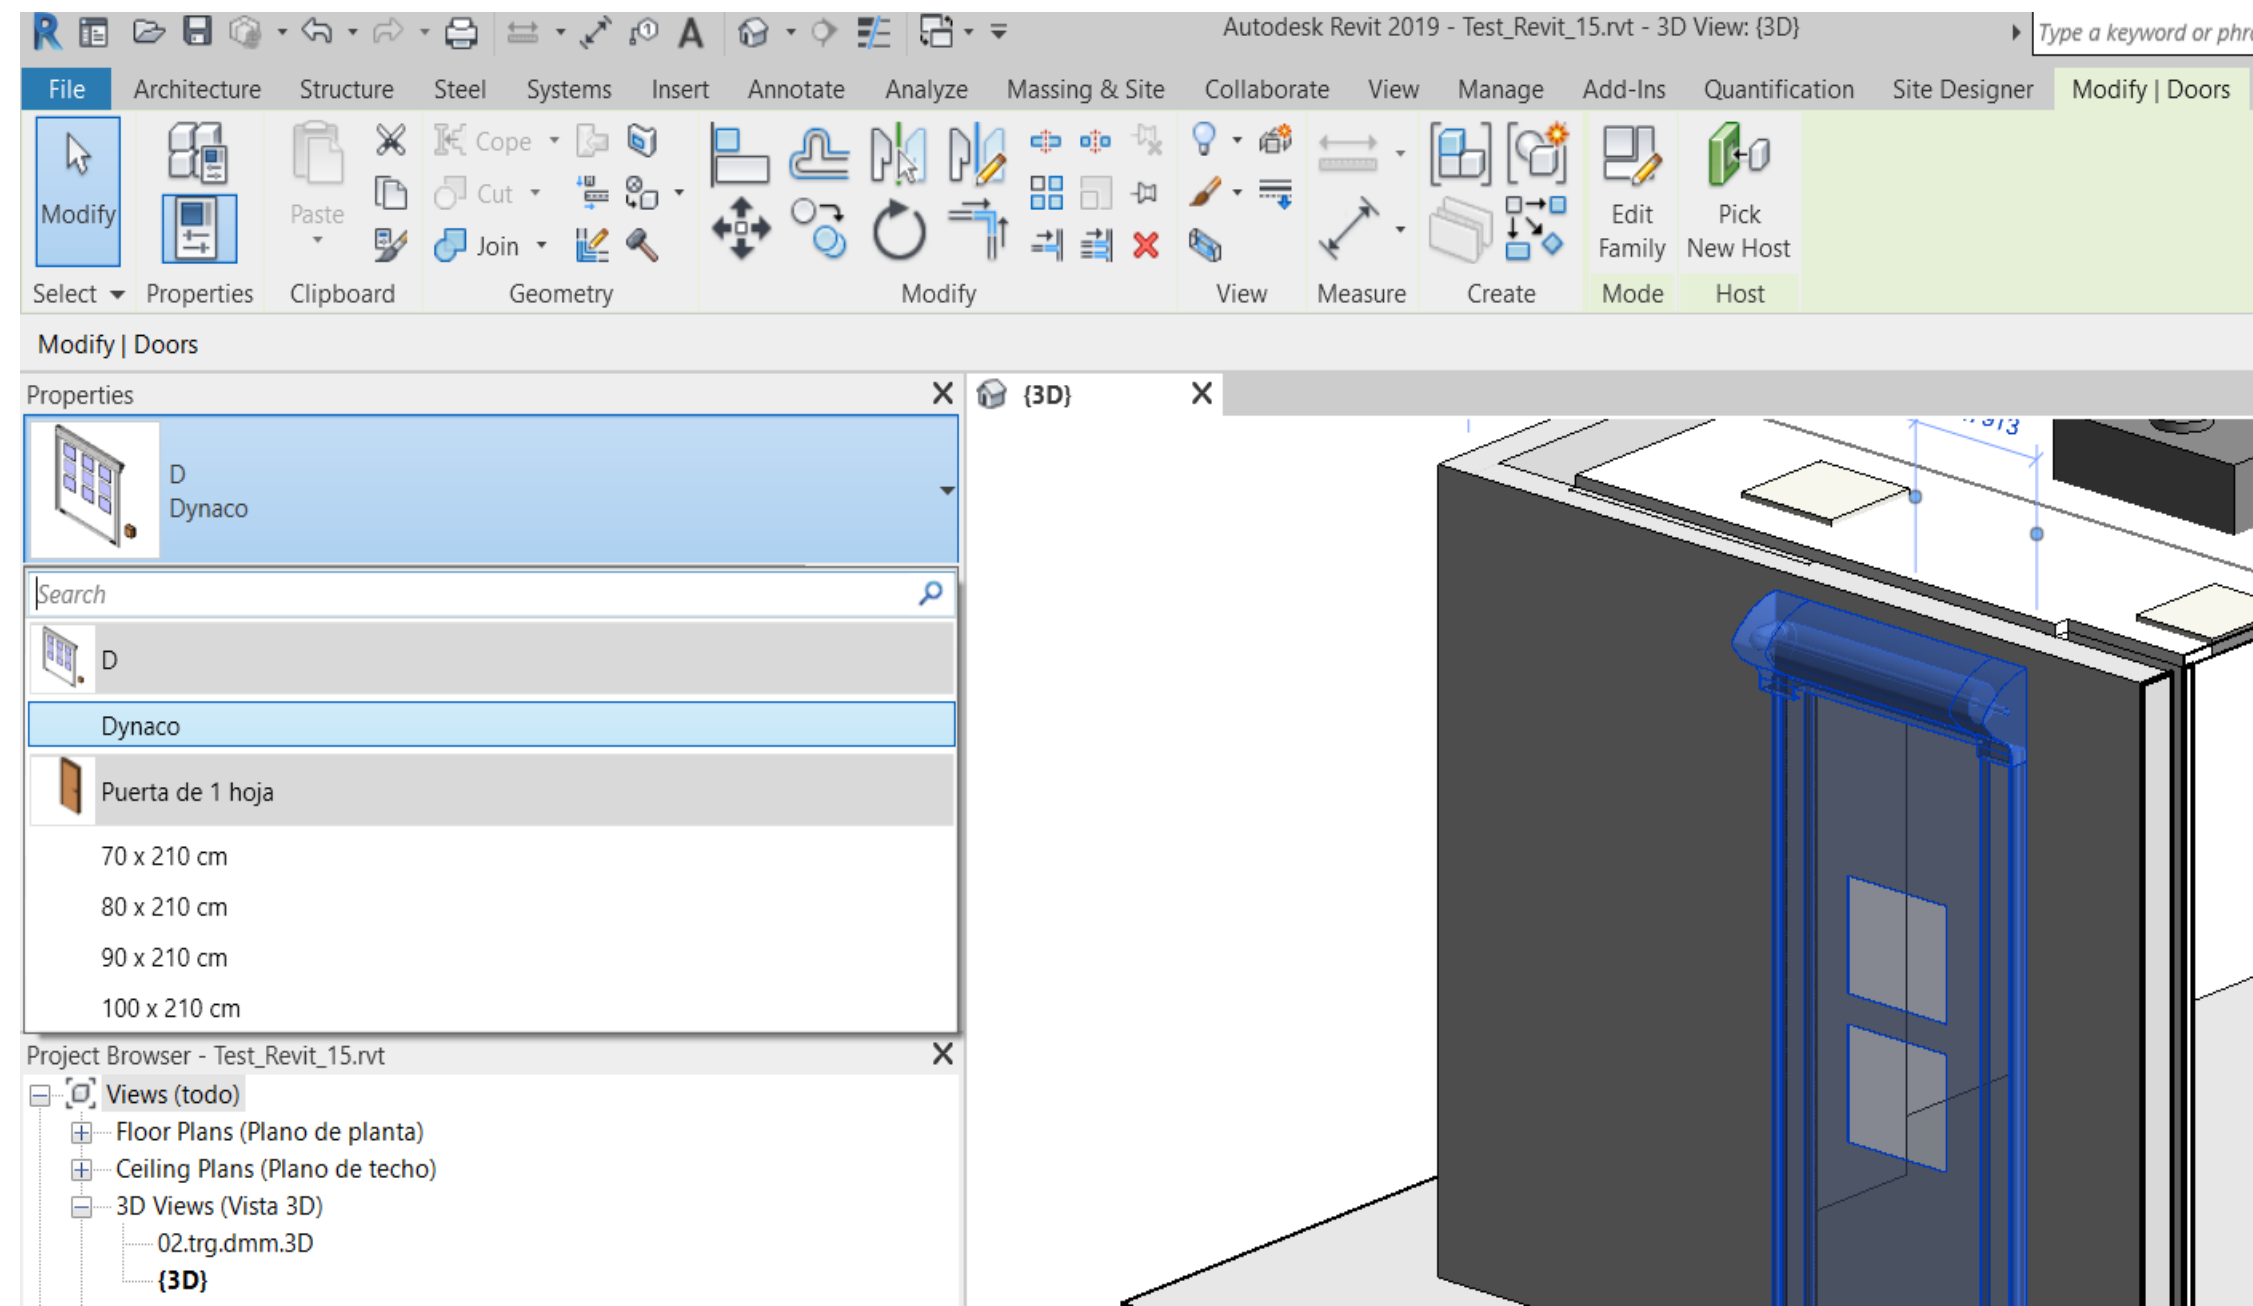 Autodesk Revit 2019 - Test_Revit_15.rvt - 3D View: {3D}
Type a keyword or phr
File Architecture Structure Steel Systems Insert Annotate Analyze Massing & Site Collaborate View Manage Add-Ins Quantification Site Designer Modify | Doors
Modify
Paste
Cope
Cut
Join
Edit
Family
Pick
New Host
Select Properties Clipboard Geometry Modify View Measure Create Mode Host
Modify | Doors
Properties
{3D}
D
Dynaco
Search
D
Dynaco
Puerta de 1 hoja
70 x 210 cm
80 x 210 cm
90 x 210 cm
100 x 210 cm
Project Browser - Test_Revit_15.rvt
Views (todo)
Floor Plans (Plano de planta)
Ceiling Plans (Plano de techo)
3D Views (Vista 3D)
02.trg.dmm.3D
{3D}